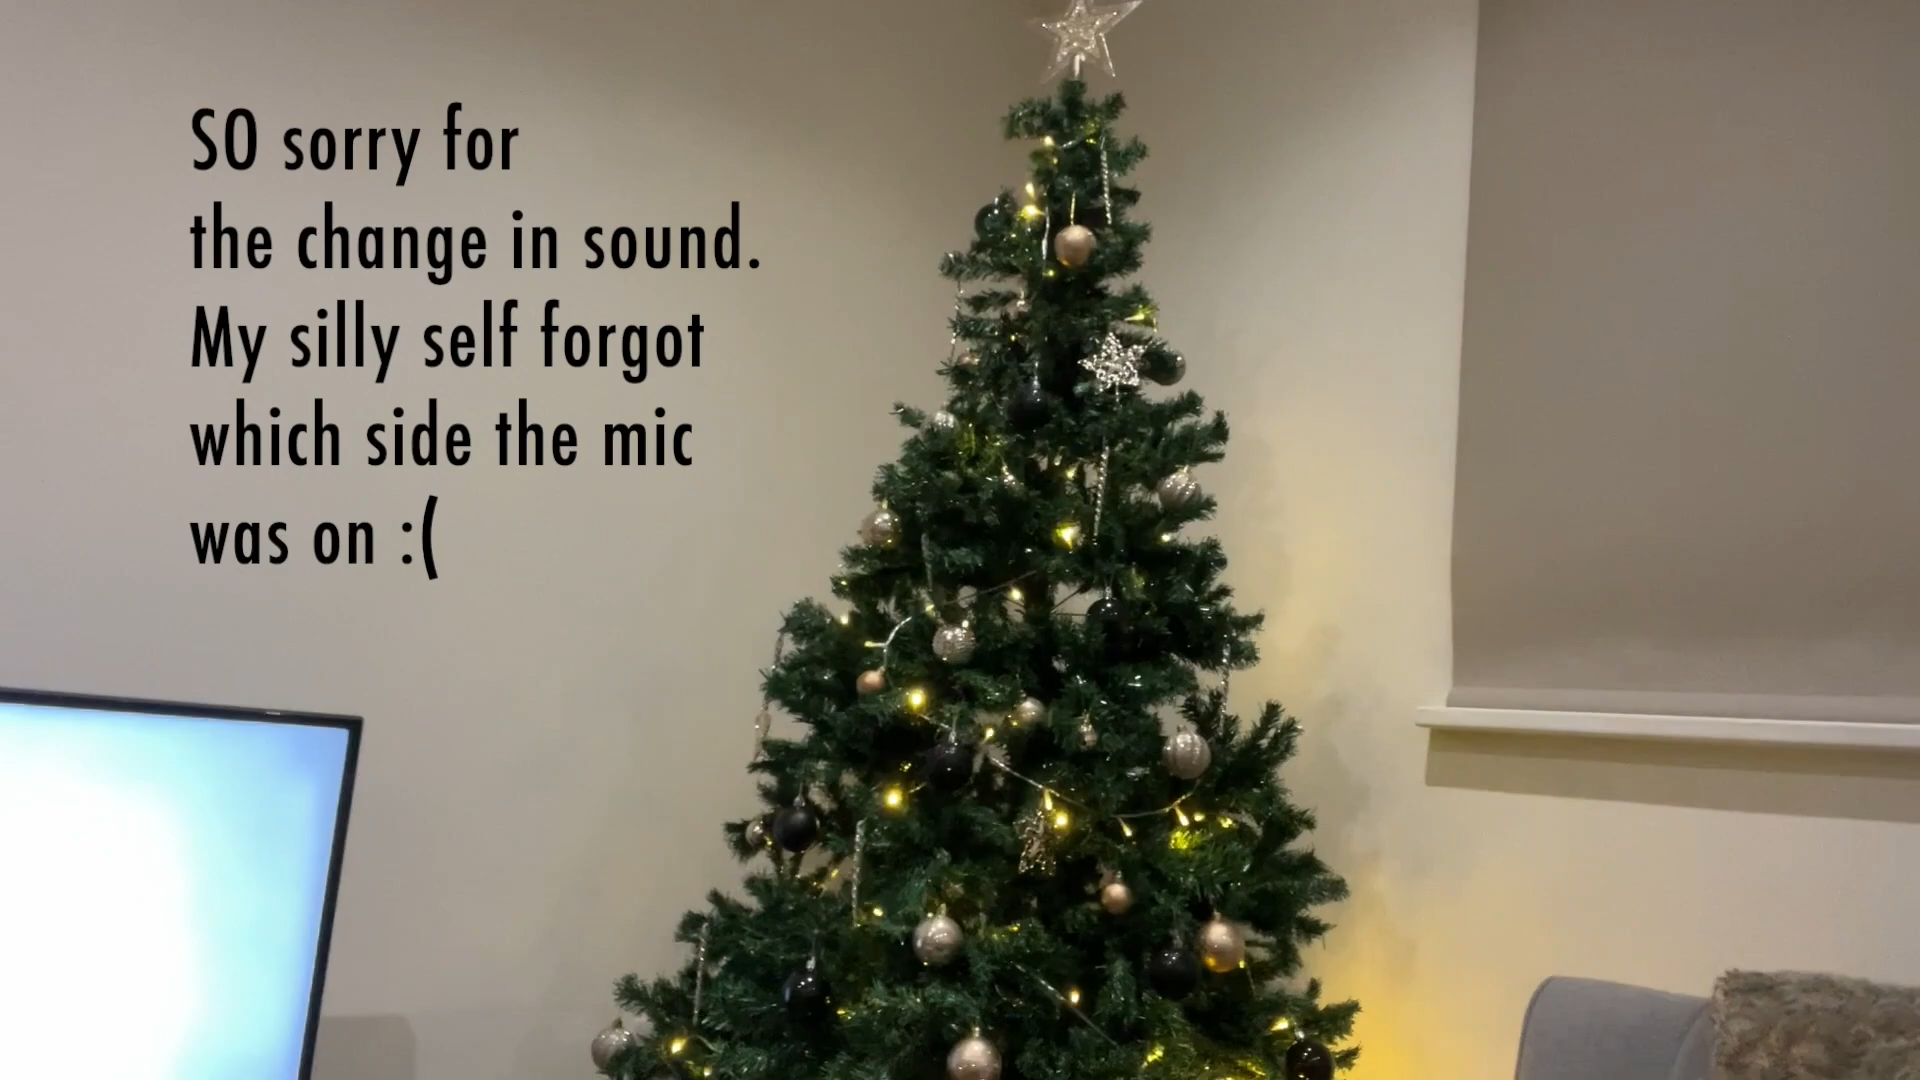 SO sorry for
the change in sound.
My silly self forgot
which side the mic
was on :(